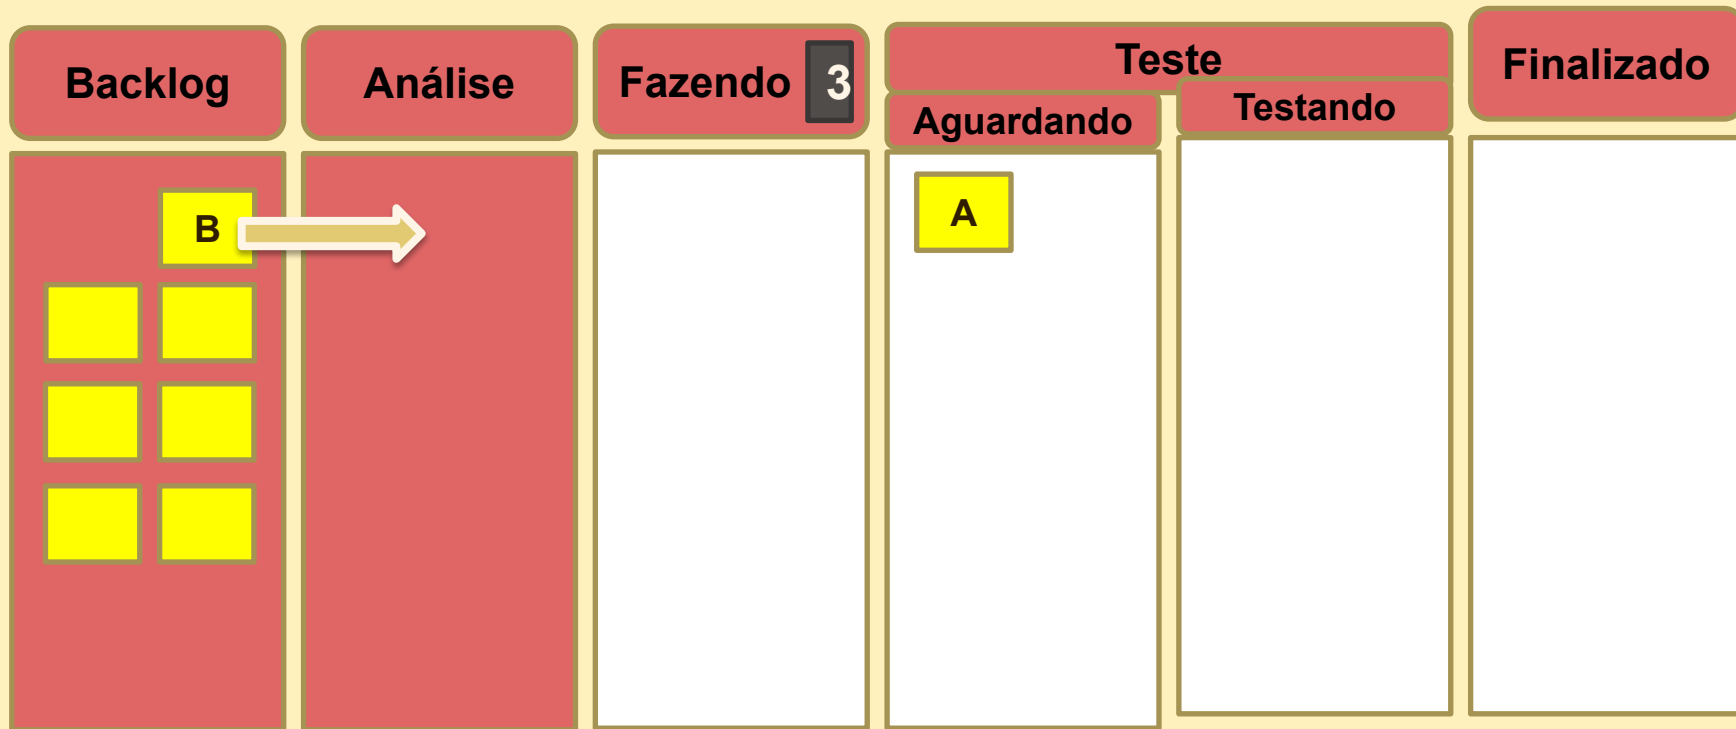 Backlog
Análise
Fazendo 3
Teste
Aguardando
Testando
Finalizado
B
A